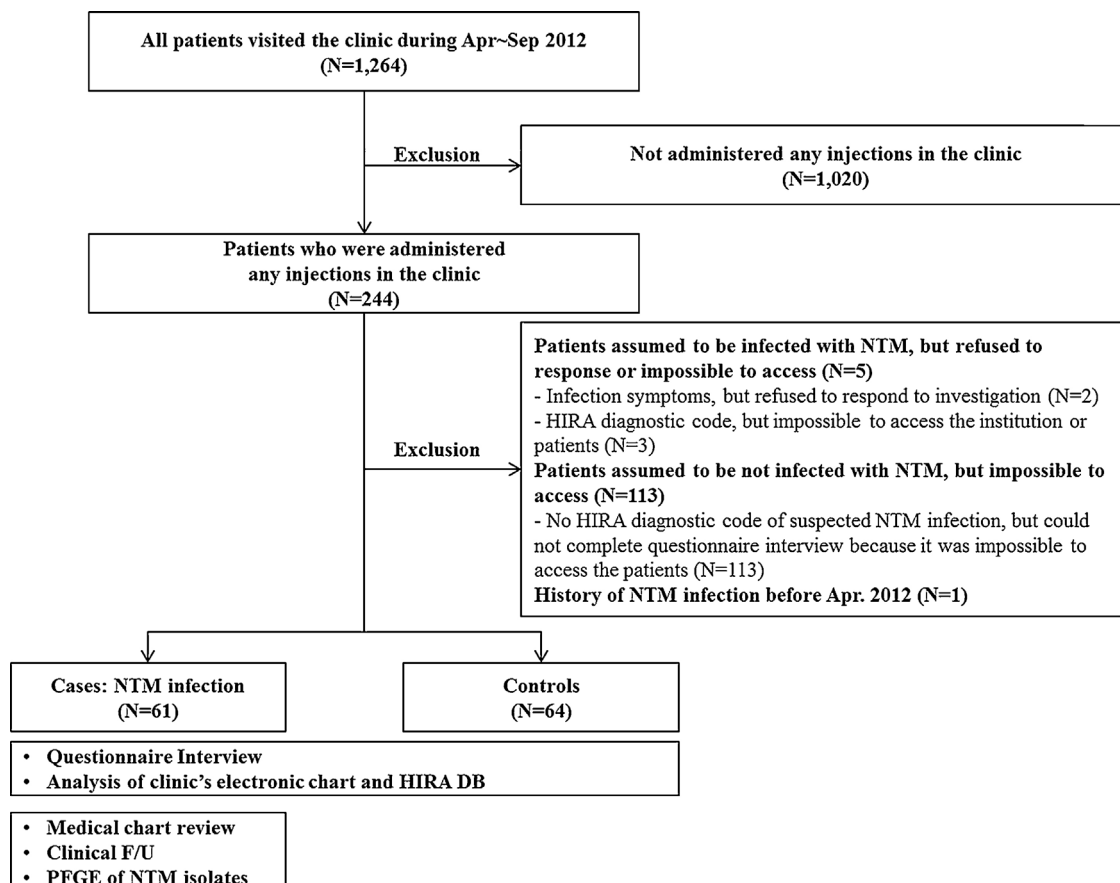 All patients visited the clinic during Apr~Sep 2012
(N=1,264)
Exclusion
Not administered any injections in the clinic
(N=1,020)
Patients who were administered
any injections in the clinic
(N=244)
Exclusion
Patients assumed to be infected with NTM, but refused to
response or impossible to access (N=5)
- Infection symptoms, but refused to respond to investigation (N=2)
- HIRA diagnostic code, but impossible to access the institution or
patients (N=3)
Patients assumed to be not infected with NTM, but impossible to
access (N=113)
- No HIRA diagnostic code of suspected NTM infection, but could
not complete questionnaire interview because it was impossible to
access the patients (N=113)
History of NTM infection before Apr. 2012 (N=1)
Cases: NTM infection
(N=61)
Controls
(N=64)
• Questionnaire Interview
• Analysis of clinic's electronic chart and HIRA DB
• Medical chart review
• Clinical F/U
• PFGE of NTM isolates